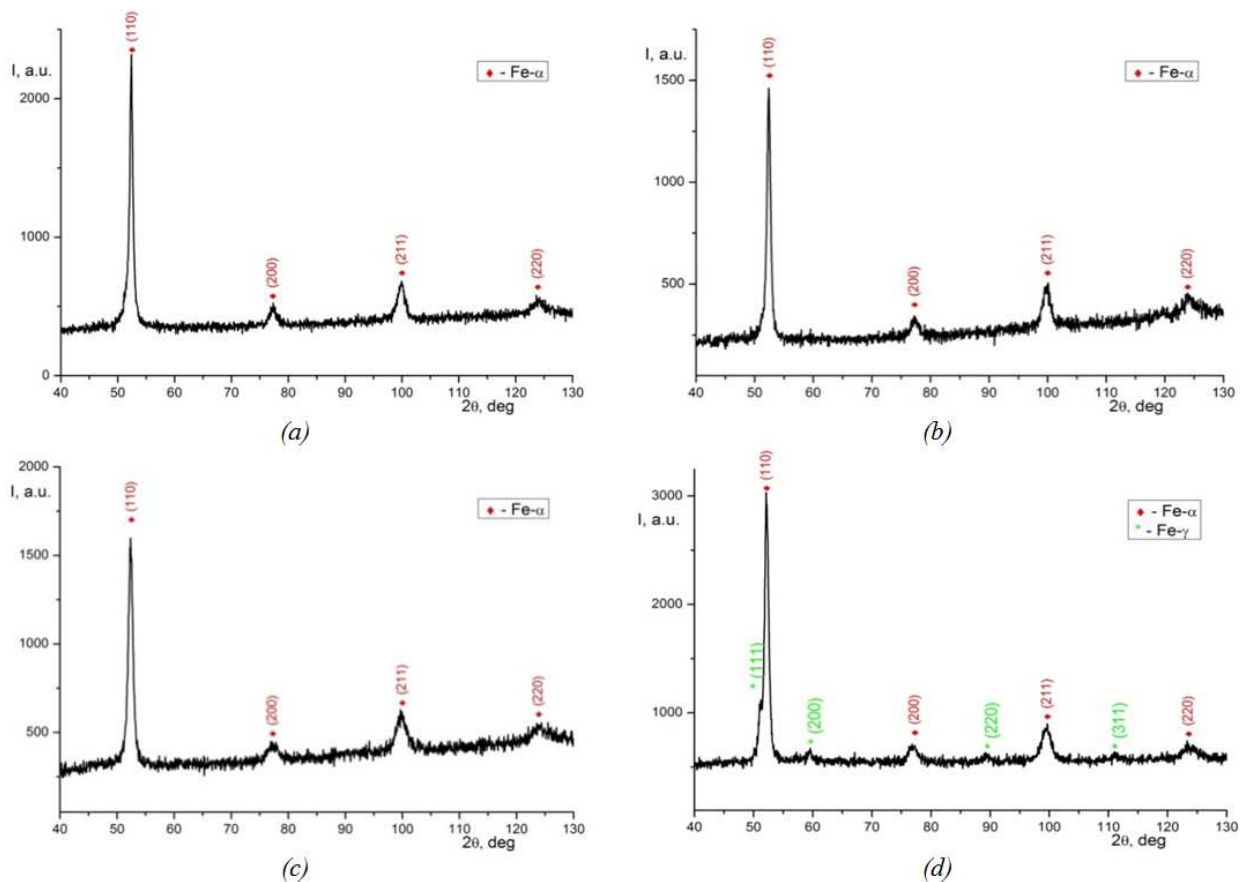 (110)
I, a.u.
♦ - Fe-α
2000
1000
0
(200)
(211)
(220)
40 50 60 70 80 90 100 110 120 130
2θ, deg
(a)
(110)
I, a.u.
♦ - Fe-α
1500
1000
500
(200)
(211)
(220)
40 50 60 70 80 90 100 110 120 130
2θ, deg
(b)
2000
I, a.u.
(110)
♦ - Fe-α
1500
1000
500
(200)
(211)
(220)
40 50 60 70 80 90 100 110 120 130
2θ, deg
(c)
(110)
3000
I, a.u.
♦ - Fe-α
* - Fe-γ
2000
1000
* (111)
(200)
(200)
(220)
(211)
(311)
(220)
40 50 60 70 80 90 100 110 120 130
2θ, deg
(d)